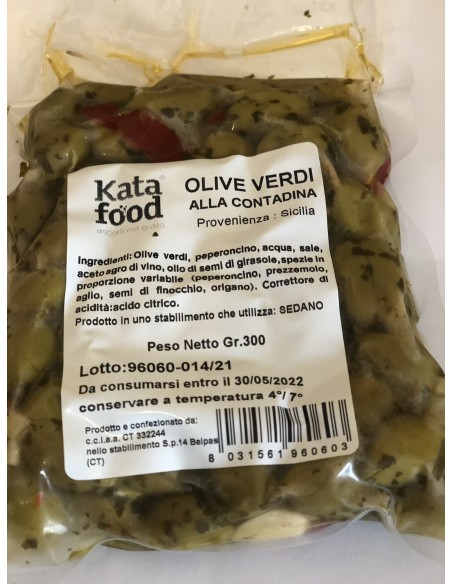 Kata®
food
OLIVE VERDI
ALLA CONTADINA
Provenienza : Sicilia
Ingredienti:Olive verdi, peperoncino, acqua, sale,
aceto agro di vino, olio di semi di girasole,spezie in
proporzione variabile (peperoncino, prezzemolo,
aglio, semi di finocchio, origano). Correttore di
acidità:acido citrico.
Prodotto in uno stabilimento che utilizza: SEDANO
Peso Netto Gr.300
Lotto:96060-014/21
Da consumarsi entro il 30/05/2022
conservare a temperatura 4°/ 7°
Prodotto e confezionato da:
c.c.i.a.a. CT 332244
nello stabilimento S.p.14 Belpas
(CT)
8 031561 960603